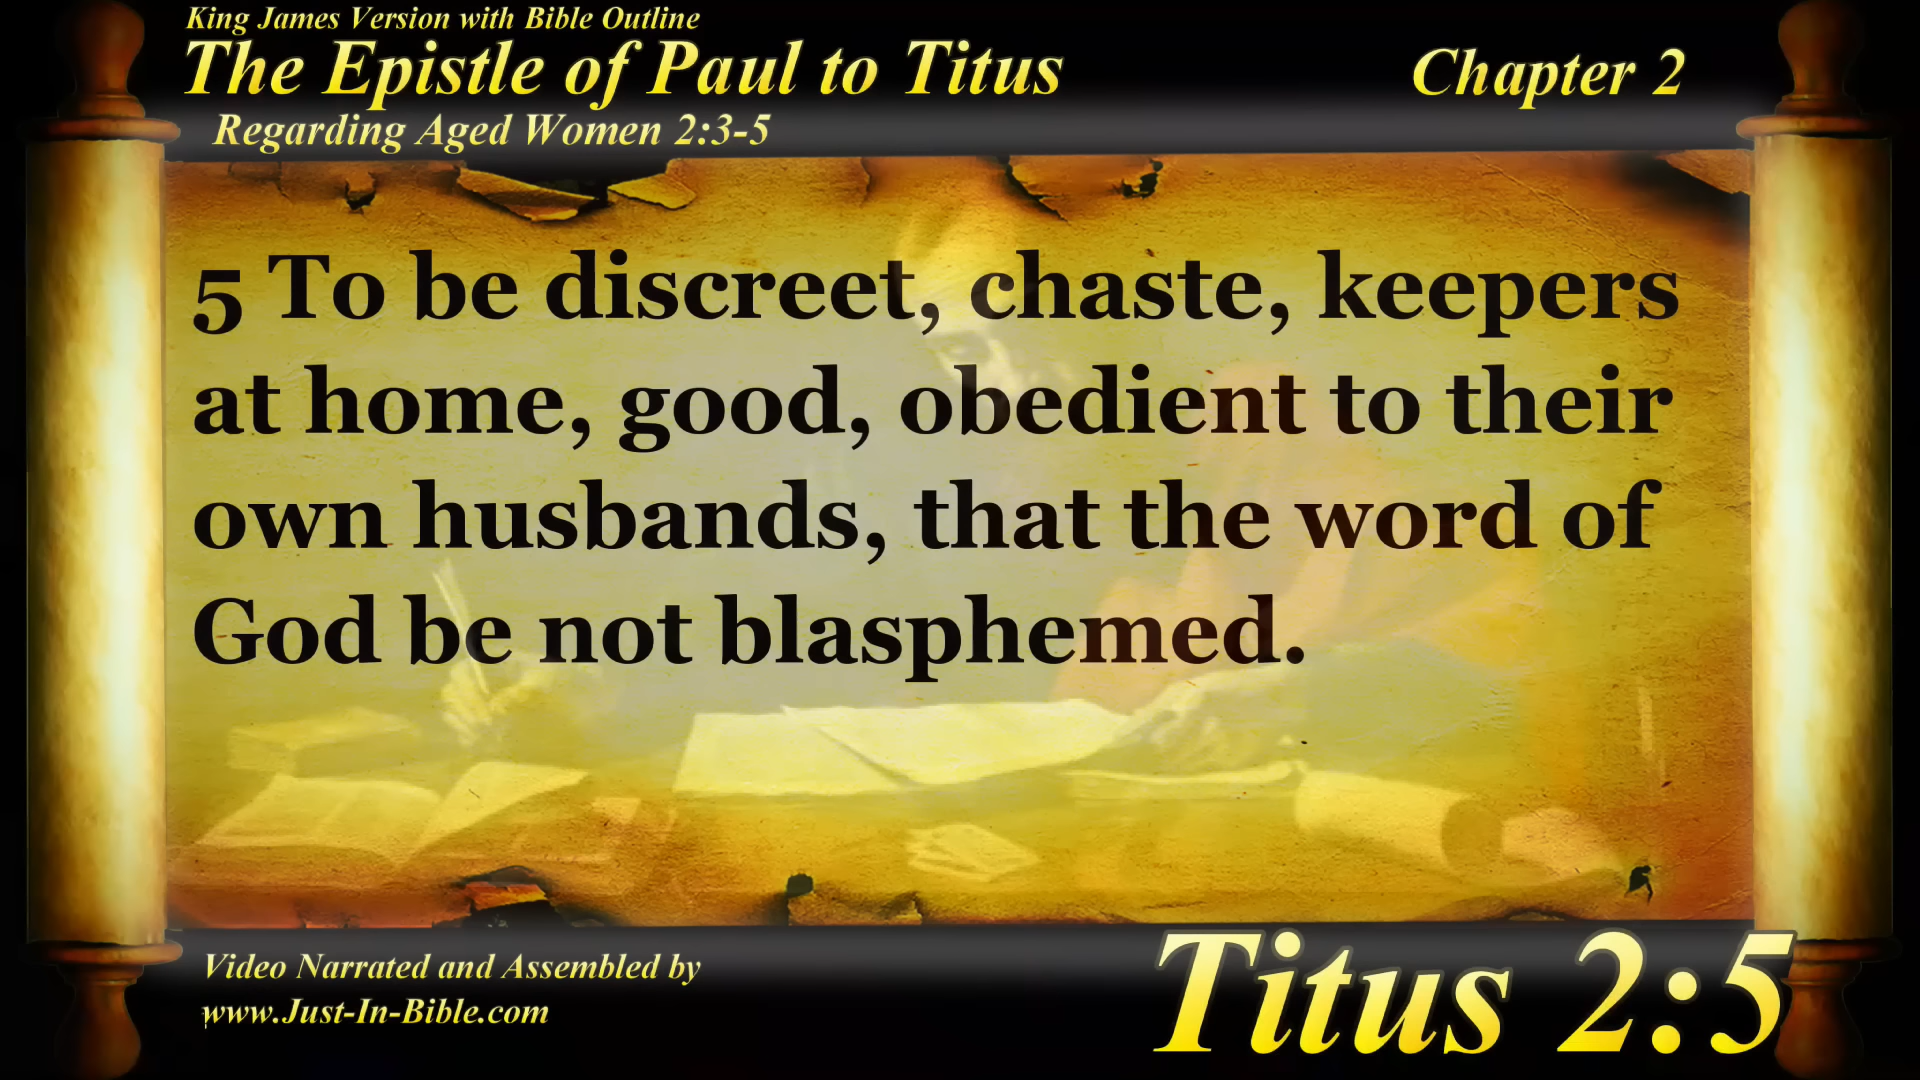 King James Version with Bible Outline
The Epistle of Paul to Titus
Chapter 2
Regarding Aged Women 2:3-5
5 To be discreet, chaste, keepers
at home, good, obedient to their
own husbands, that the word of
God be not blasphemed.
Video Narrated and Assembled by
www.Just-In-Bible.com
Titus 2:5